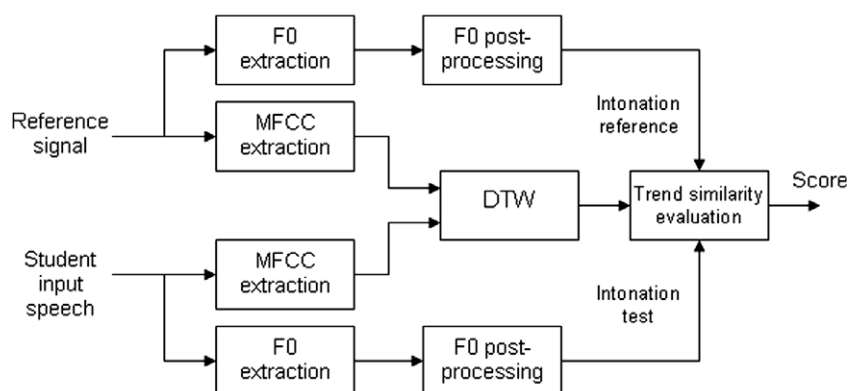 F0
extraction
F0 post-
processing
Intonation
reference
Reference
signal
MFCC
extraction
DTW
Trend similarity
evaluation
Score
Student
input
speech
MFCC
extraction
Intonation
test
F0
extraction
F0 post-
processing